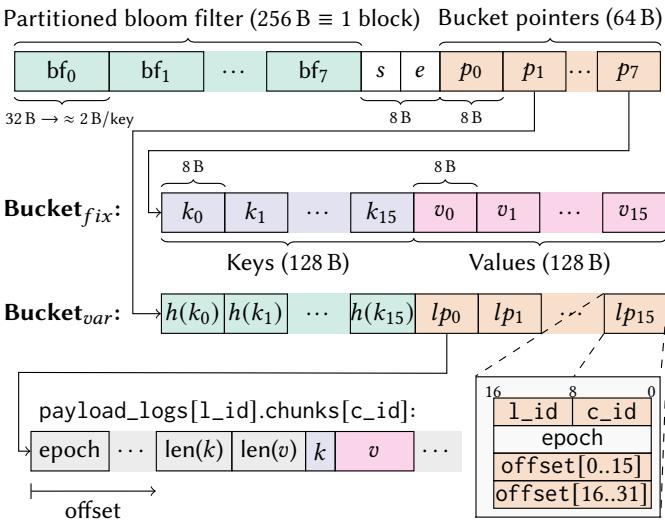 Partitioned bloom filter (256 B ≡ 1 block) Bucket pointers (64 B)
bf0 bf1 ··· bf7 s e p0 p1 ··· p7
32 B → ≈ 2 B/key 8 B 8 B
8 B 8 B
Bucketfix: k0 k1 ··· k15 v0 v1 ··· v15
Keys (128 B) Values (128 B)
Bucketvar: h(k0) h(k1) ··· h(k15) lp0 lp1 ··· lp15
payload_logs[l_id].chunks[c_id]:
epoch ··· len(k) len(v) k v ···
offset
16 8 0
l_id c_id
epoch
offset[0..15]
offset[16..31]